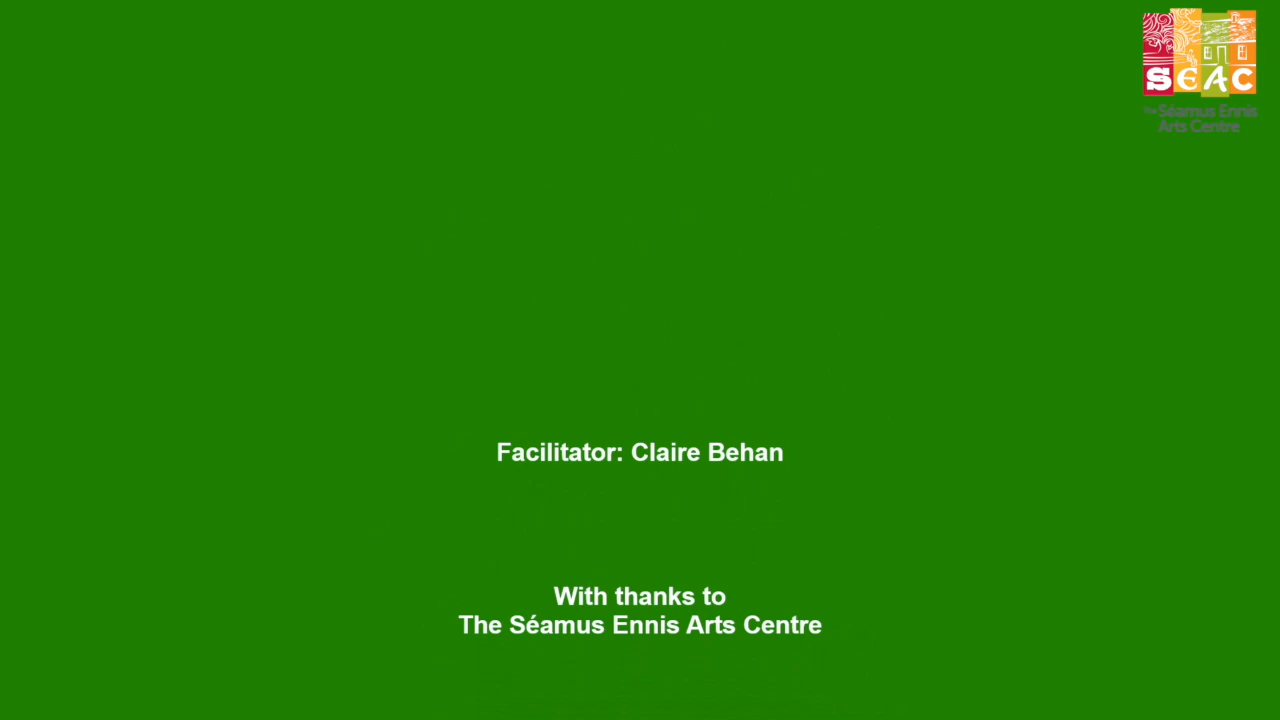 SEAC
The Séamus Ennis
Arts Centre
Facilitator: Claire Behan
With thanks to
The Séamus Ennis Arts Centre